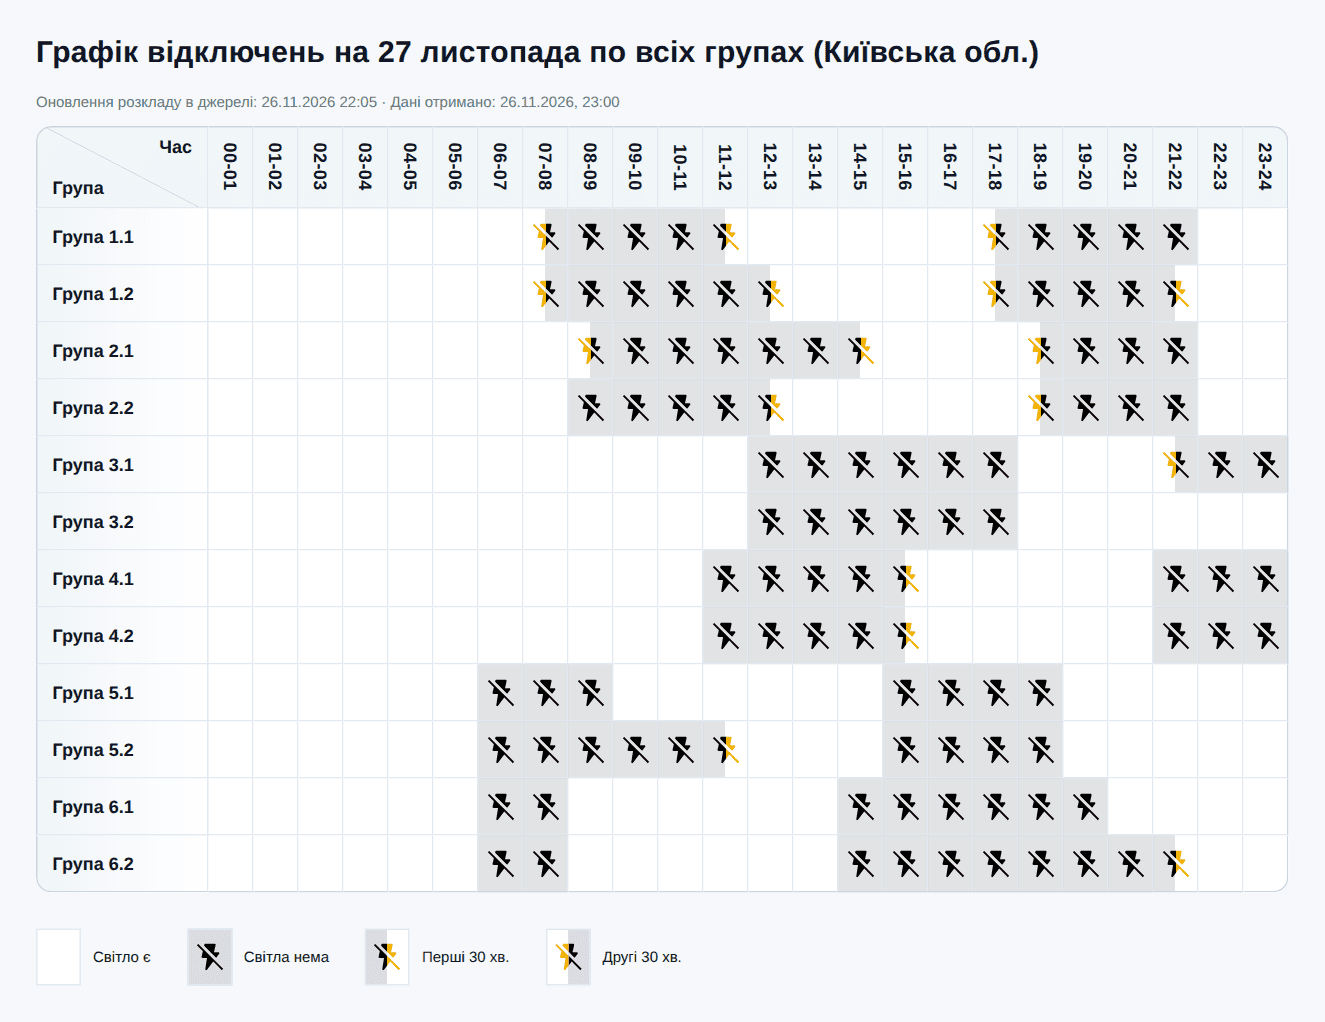 Графік відключень на 27 листопада по всіх групах (Київська обл.)
Оновлення розкладу в джерелі: 26.11.2026 22:05 · Дані отримано: 26.11.2026, 23:00
Час
Група
00-01
01-02
02-03
03-04
04-05
05-06
06-07
07-08
08-09
09-10
10-11
11-12
12-13
13-14
14-15
15-16
16-17
17-18
18-19
19-20
20-21
21-22
22-23
23-24
Група 1.1
Група 1.2
Група 2.1
Група 2.2
Група 3.1
Група 3.2
Група 4.1
Група 4.2
Група 5.1
Група 5.2
Група 6.1
Група 6.2
Світло є
Світла нема
Перші 30 хв.
Другі 30 хв.